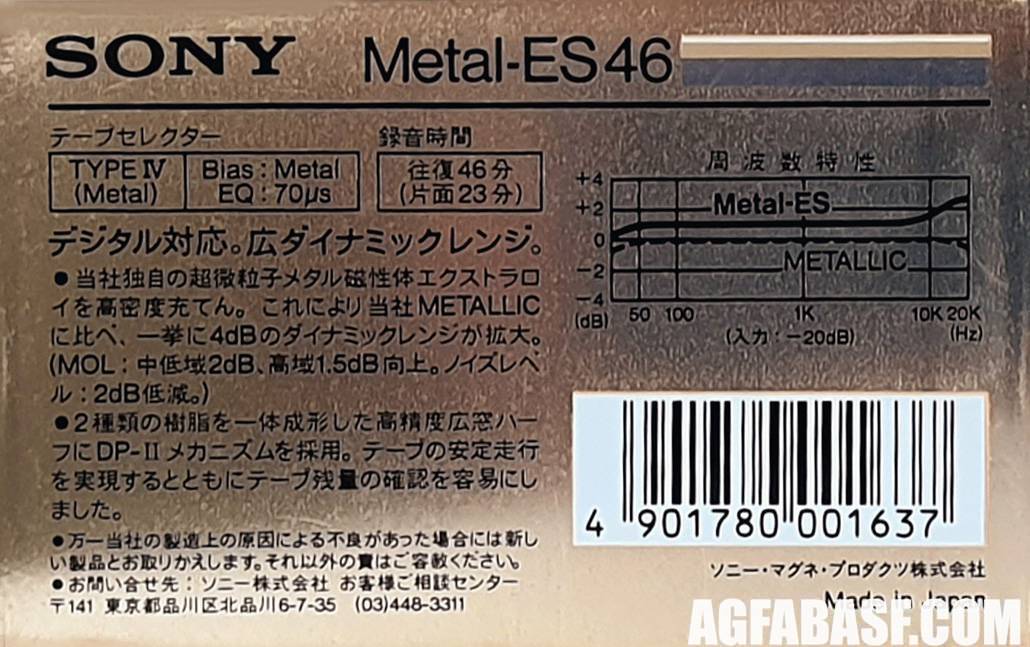 SONY Metal-ES46
テープセレクター
TYPE IV
(Metal)
Bias : Metal
EQ : 70μs
録音時間
往復46分
(片面23分)
デジタル対応。広ダイナミックレンジ。
●当社独自の超微粒子メタル磁性体エクストラロ
イを高密度充てん。これにより当社METALLIC
に比べ、一挙に4dBのダイナミックレンジが拡大。
(MOL：中低域2dB、高域1.5dB向上。ノイズレベ
ル：2dB低減。)
●2種類の樹脂を一体成形した高精度広窓ハー
フにDP-IIメカニズムを採用。テープの安定走行
を実現するとともにテープ残量の確認を容易にし
ました。
●万一当社の製造上の原因による不良があった場合には新し
い製品とお取りかえします。それ以外の責はご容赦ください。
●お問い合せ先：ソニー株式会社 お客様ご相談センター
〒141 東京都品川区北品川6-7-35 (03)448-3311
周波数特性
+4
+2
0
-2
-4
(dB)
Metal-ES
METALLIC
50 100 1K 10K 20K
(入力：-20dB) (Hz)
4 901780 001637
ソニー・マグネ・プロダクツ株式会社
Made in Japan
AGFABASF.COM